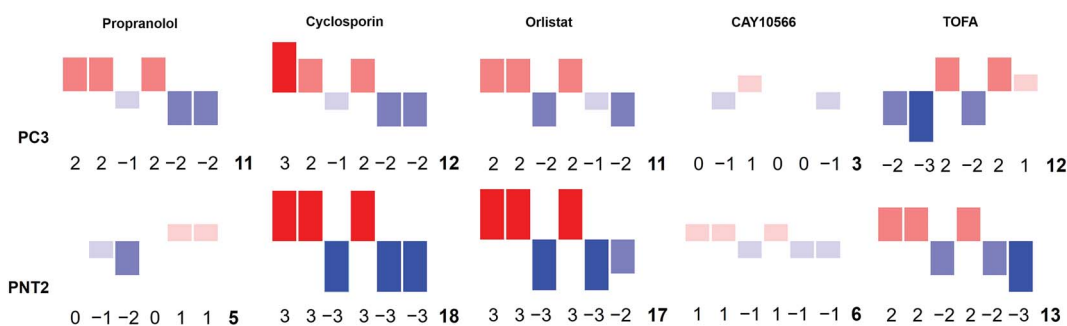 Propranolol Cyclosporin Orlistat CAY10566 TOFA
PC3
2 2 −1 2 −2 −2 11 3 2 −1 2 −2 −2 12 2 2 −2 2 −1 −2 11 0 −1 1 0 0 −1 3 −2 −3 2 −2 2 1 12
PNT2
0 −1 −2 0 1 1 5 3 3 −3 3 −3 −3 18 3 3 −3 3 −3 −2 17 1 1 −1 1 −1 −1 6 2 2 −2 2 −2 −3 13